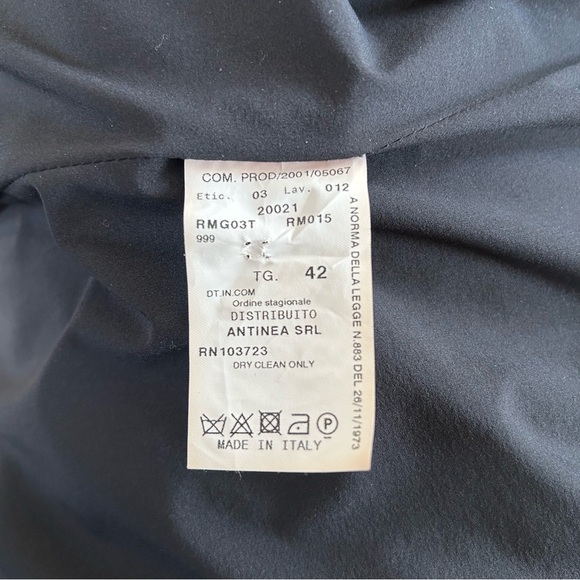 COM. PROD/2001/05067
Etic. 03 Lav. 012
20021
RMG03T RM015
999
TG. 42
DT.IN.COM
Ordine stagionale
DISTRIBUITO
ANTINEA SRL
RN103723
DRY CLEAN ONLY
P
MADE IN ITALY
A NORMA DELLA LEGGE N.883 DEL 26/11/1973